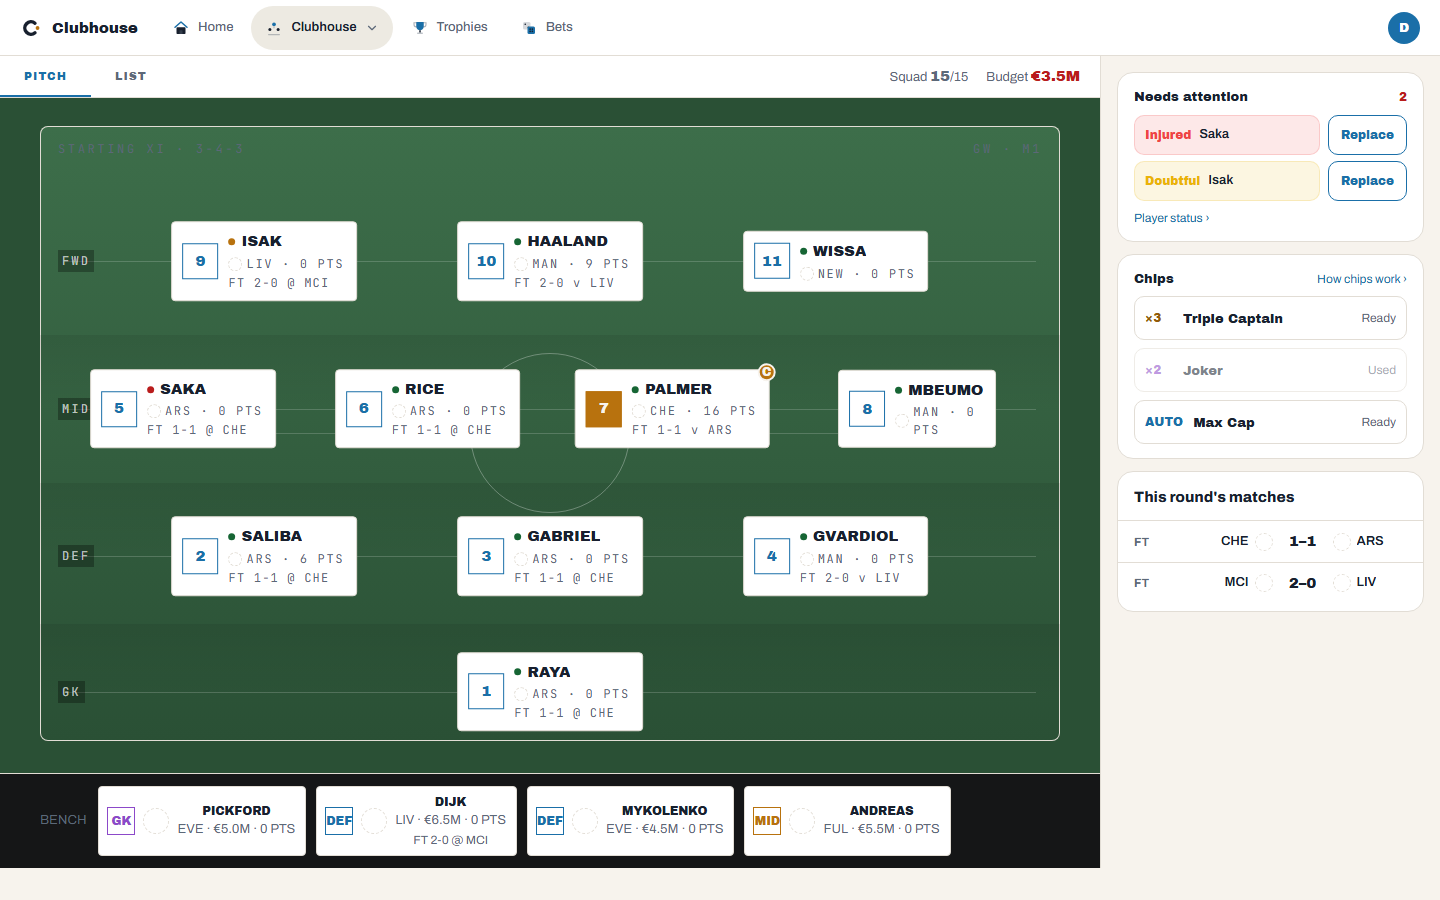 Clubhouse
Home
Clubhouse
Trophies
Bets
D
PITCH
LIST
Squad 15/15
Budget €3.5M
STARTING XI · 3-4-3
GW · M1
FWD
9
ISAK
LIV · 0 PTS
FT 2-0 @ MCI
10
HAALAND
MAN · 9 PTS
FT 2-0 v LIV
11
WISSA
NEW · 0 PTS
MID
5
SAKA
ARS · 0 PTS
FT 1-1 @ CHE
6
RICE
ARS · 0 PTS
FT 1-1 @ CHE
7
PALMER
C
CHE · 16 PTS
FT 1-1 v ARS
8
MBEUMO
MAN · 0
PTS
DEF
2
SALIBA
ARS · 6 PTS
FT 1-1 @ CHE
3
GABRIEL
ARS · 0 PTS
FT 1-1 @ CHE
4
GVARDIOL
MAN · 0 PTS
FT 2-0 v LIV
GK
1
RAYA
ARS · 0 PTS
FT 1-1 @ CHE
BENCH
GK
PICKFORD
EVE · €5.0M · 0 PTS
DEF
DIJK
LIV · €6.5M · 0 PTS
FT 2-0 @ MCI
DEF
MYKOLENKO
EVE · €4.5M · 0 PTS
MID
ANDREAS
FUL · €5.5M · 0 PTS
Needs attention
2
Injured Saka
Replace
Doubtful Isak
Replace
Player status ›
Chips
How chips work ›
×3 Triple Captain Ready
×2 Joker Used
AUTO Max Cap Ready
This round's matches
FT CHE 1–1 ARS
FT MCI 2–0 LIV